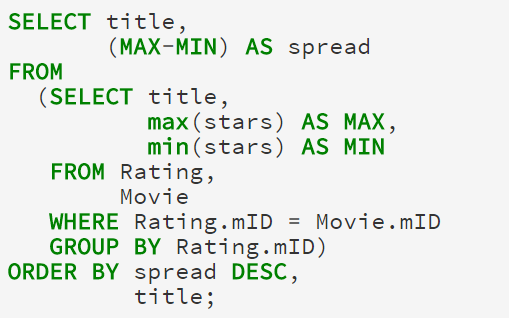 SELECT title,
       (MAX-MIN) AS spread
FROM
  (SELECT title,
          max(stars) AS MAX,
          min(stars) AS MIN
   FROM Rating,
        Movie
   WHERE Rating.mID = Movie.mID
   GROUP BY Rating.mID)
ORDER BY spread DESC,
         title;